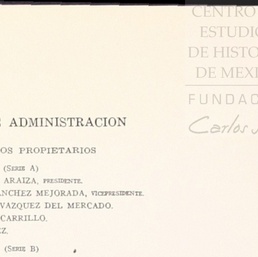 CENTRO
ESTUDIO
DE HISTO
DE MEXI
FUNDAC
Carlos
E ADMINISTRACION
OS PROPIETARIOS
(SERIE A)
ARAIZA, PRESIDENTE.
NCHEZ MEJORADA, VICEPRESIDENTE.
VAZQUEZ DEL MERCADO.
CARRILLO.
EZ.
(SERIE B)